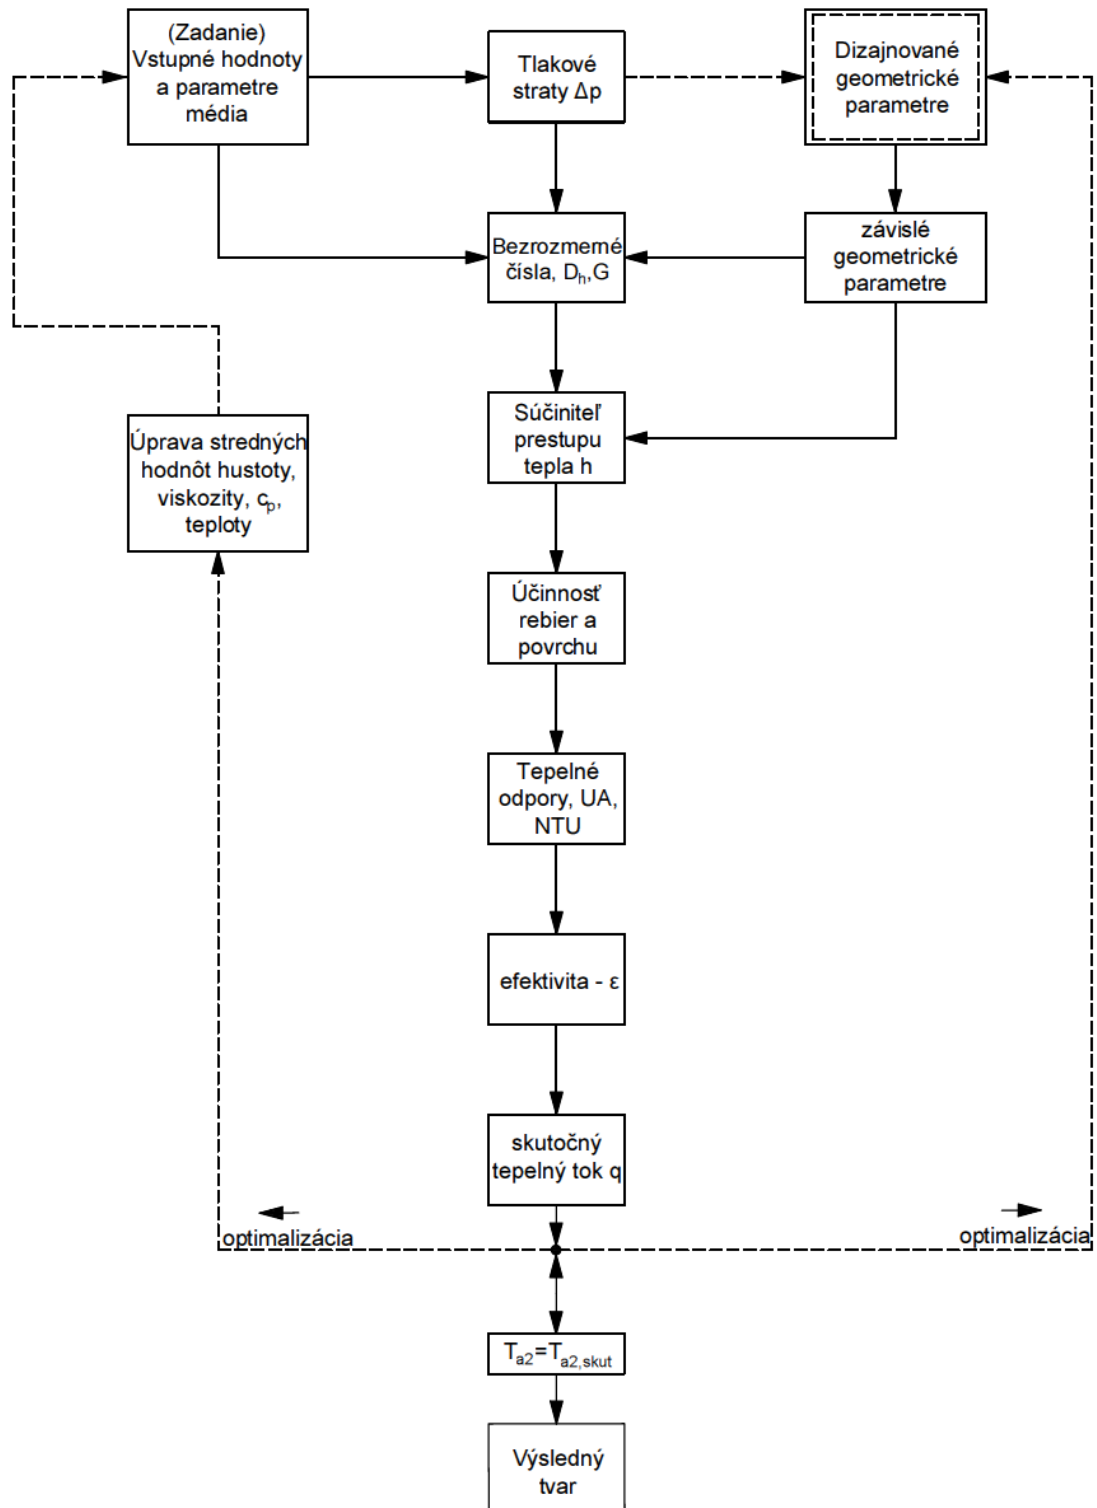 (Zadanie)
Vstupné hodnoty
a parametre
média
Tlakové
straty Δp
Dizajnované
geometrické
parametre
Bezrozmerné
čísla, Dₕ,G
závislé
geometrické
parametre
Súčiniteľ
prestupu
tepla h
Úprava stredných
hodnôt hustoty,
viskozity, cₚ,
teploty
Účinnosť
rebier a
povrchu
Tepelné
odpory, UA,
NTU
efektivita - ε
skutočný
tepelný tok q
optimalizácia
optimalizácia
Tₐ₂=Tₐ₂,skut
Výsledný
tvar